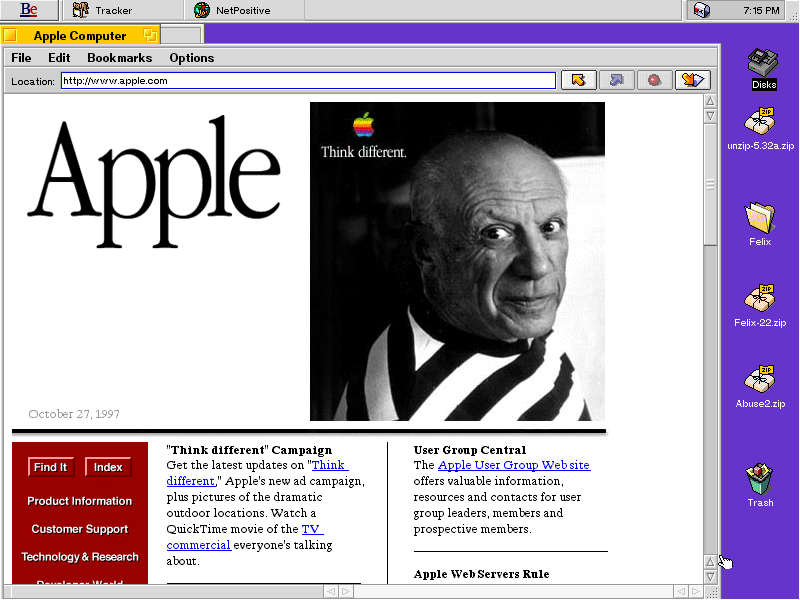 Be
Tracker
NetPositive
7:15 PM
Apple Computer
File Edit Bookmarks Options
Location: http://www.apple.com
Disks
unzip-5.32a.zip
Felix
Felix-22.zip
Abuse2.zip
Trash
Apple
Think different.
October 27, 1997
Find It Index
Product Information
Customer Support
Technology & Research
Developer World
"Think different" Campaign
Get the latest updates on "Think
different," Apple's new ad campaign,
plus pictures of the dramatic
outdoor locations. Watch a
QuickTime movie of the TV
commercial everyone's talking
about.
User Group Central
The Apple User Group Web site
offers valuable information,
resources and contacts for user
group leaders, members and
prospective members.
Apple Web Servers Rule